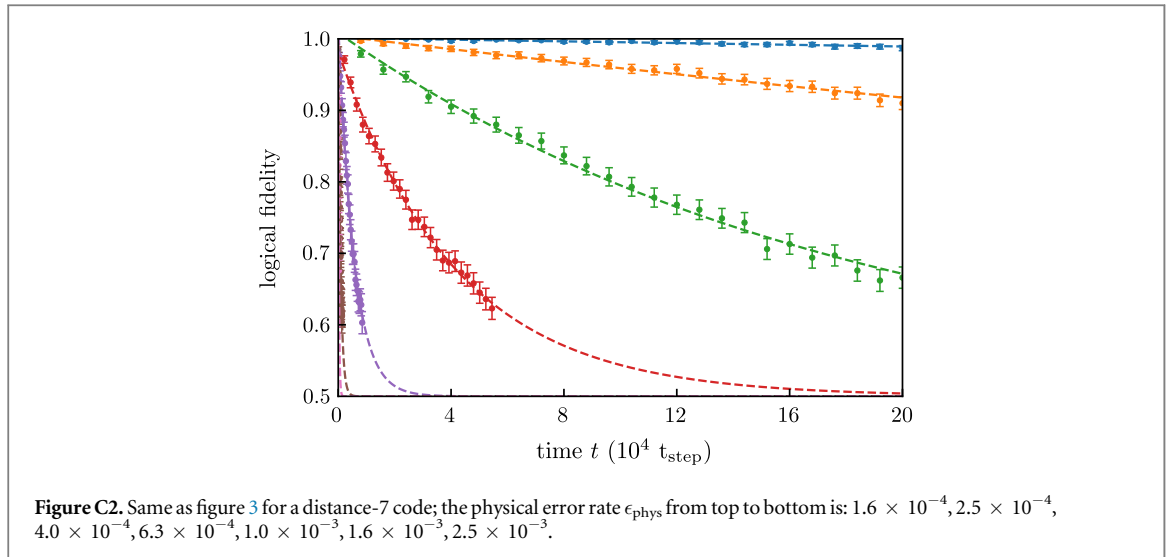 1.0
0.9
0.8
0.7
0.6
0.5
logical fidelity
0 4 8 12 16 20
time t (10⁴ t_step)
Figure C2. Same as figure 3 for a distance-7 code; the physical error rate ϵ_phys from top to bottom is: 1.6 × 10⁻⁴, 2.5 × 10⁻⁴,
4.0 × 10⁻⁴, 6.3 × 10⁻⁴, 1.0 × 10⁻³, 1.6 × 10⁻³, 2.5 × 10⁻³.